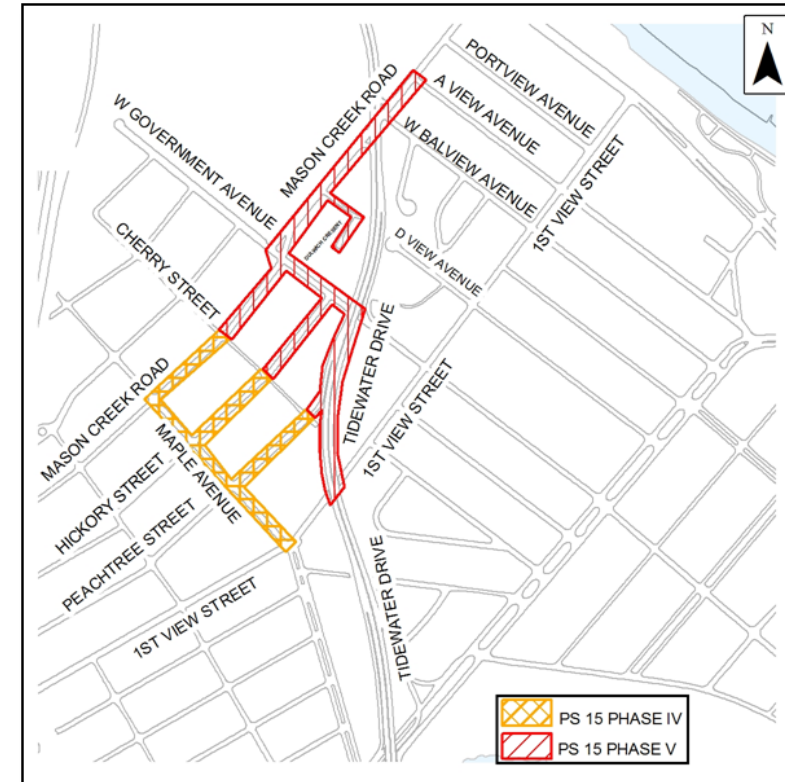 N
PORTVIEW AVENUE
MASON CREEK ROAD
A VIEW AVENUE
W GOVERNMENT AVENUE
W BALVIEW AVENUE
1ST VIEW STREET
CHERRY STREET
DULWICH CRESENT
D VIEW AVENUE
TIDEWATER DRIVE
MASON CREEK ROAD
1ST VIEW STREET
MAPLE AVENUE
HICKORY STREET
PEACHTREE STREET
1ST VIEW STREET
TIDEWATER DRIVE
PS 15 PHASE IV
PS 15 PHASE V